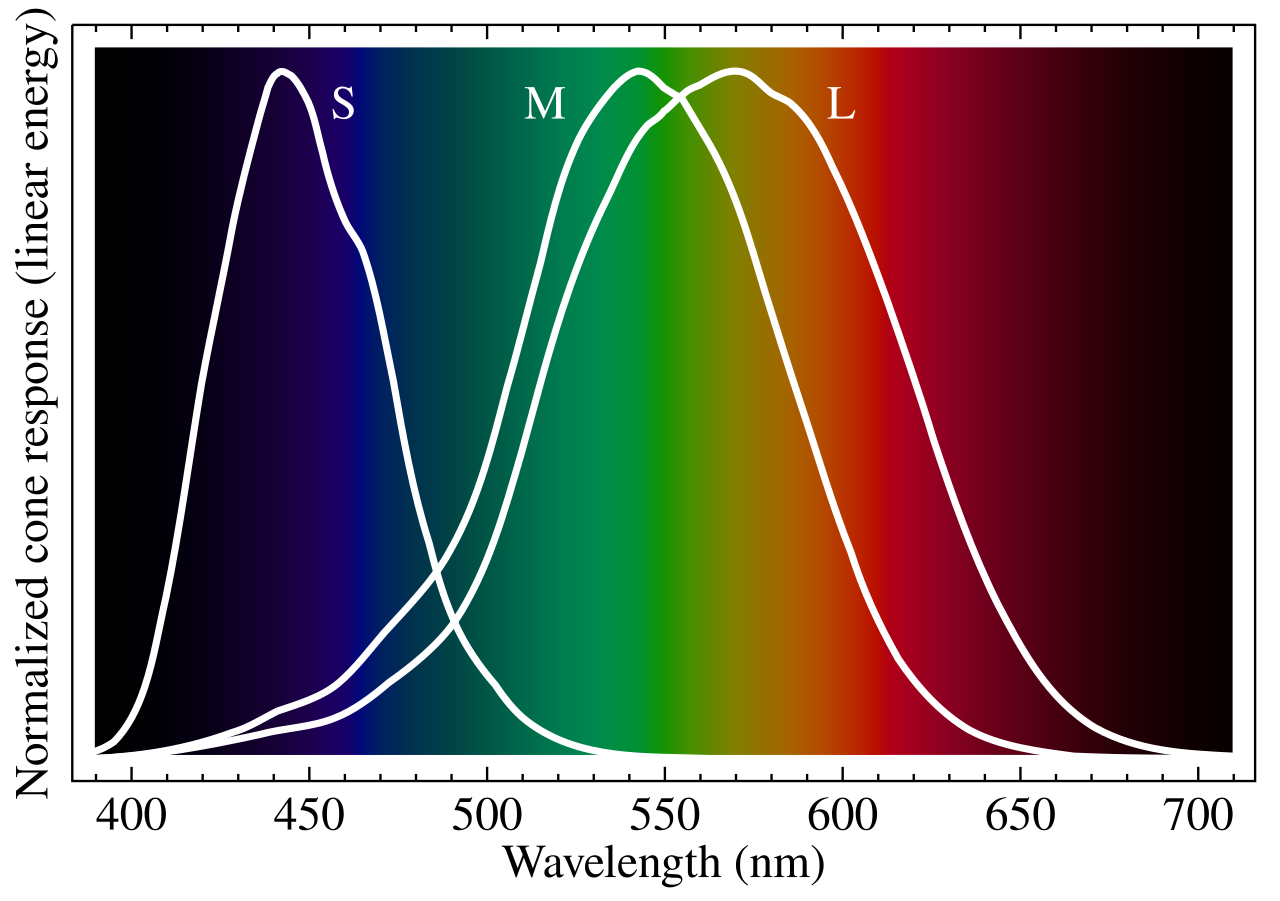 Normalized cone response (linear energy)
S
M
L
400 450 500 550 600 650 700
Wavelength (nm)